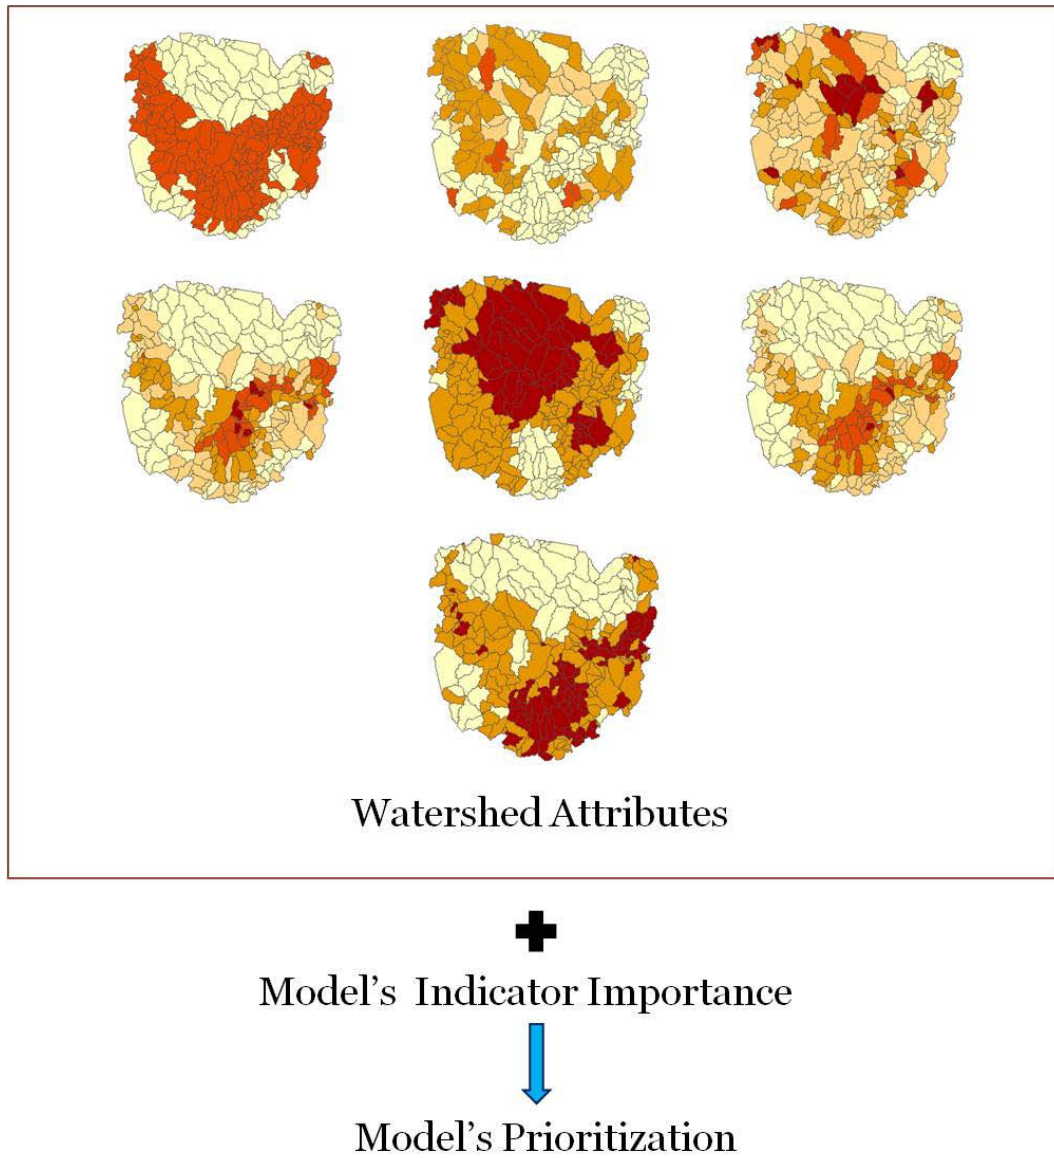 Watershed Attributes
Model's Indicator Importance
Model's Prioritization